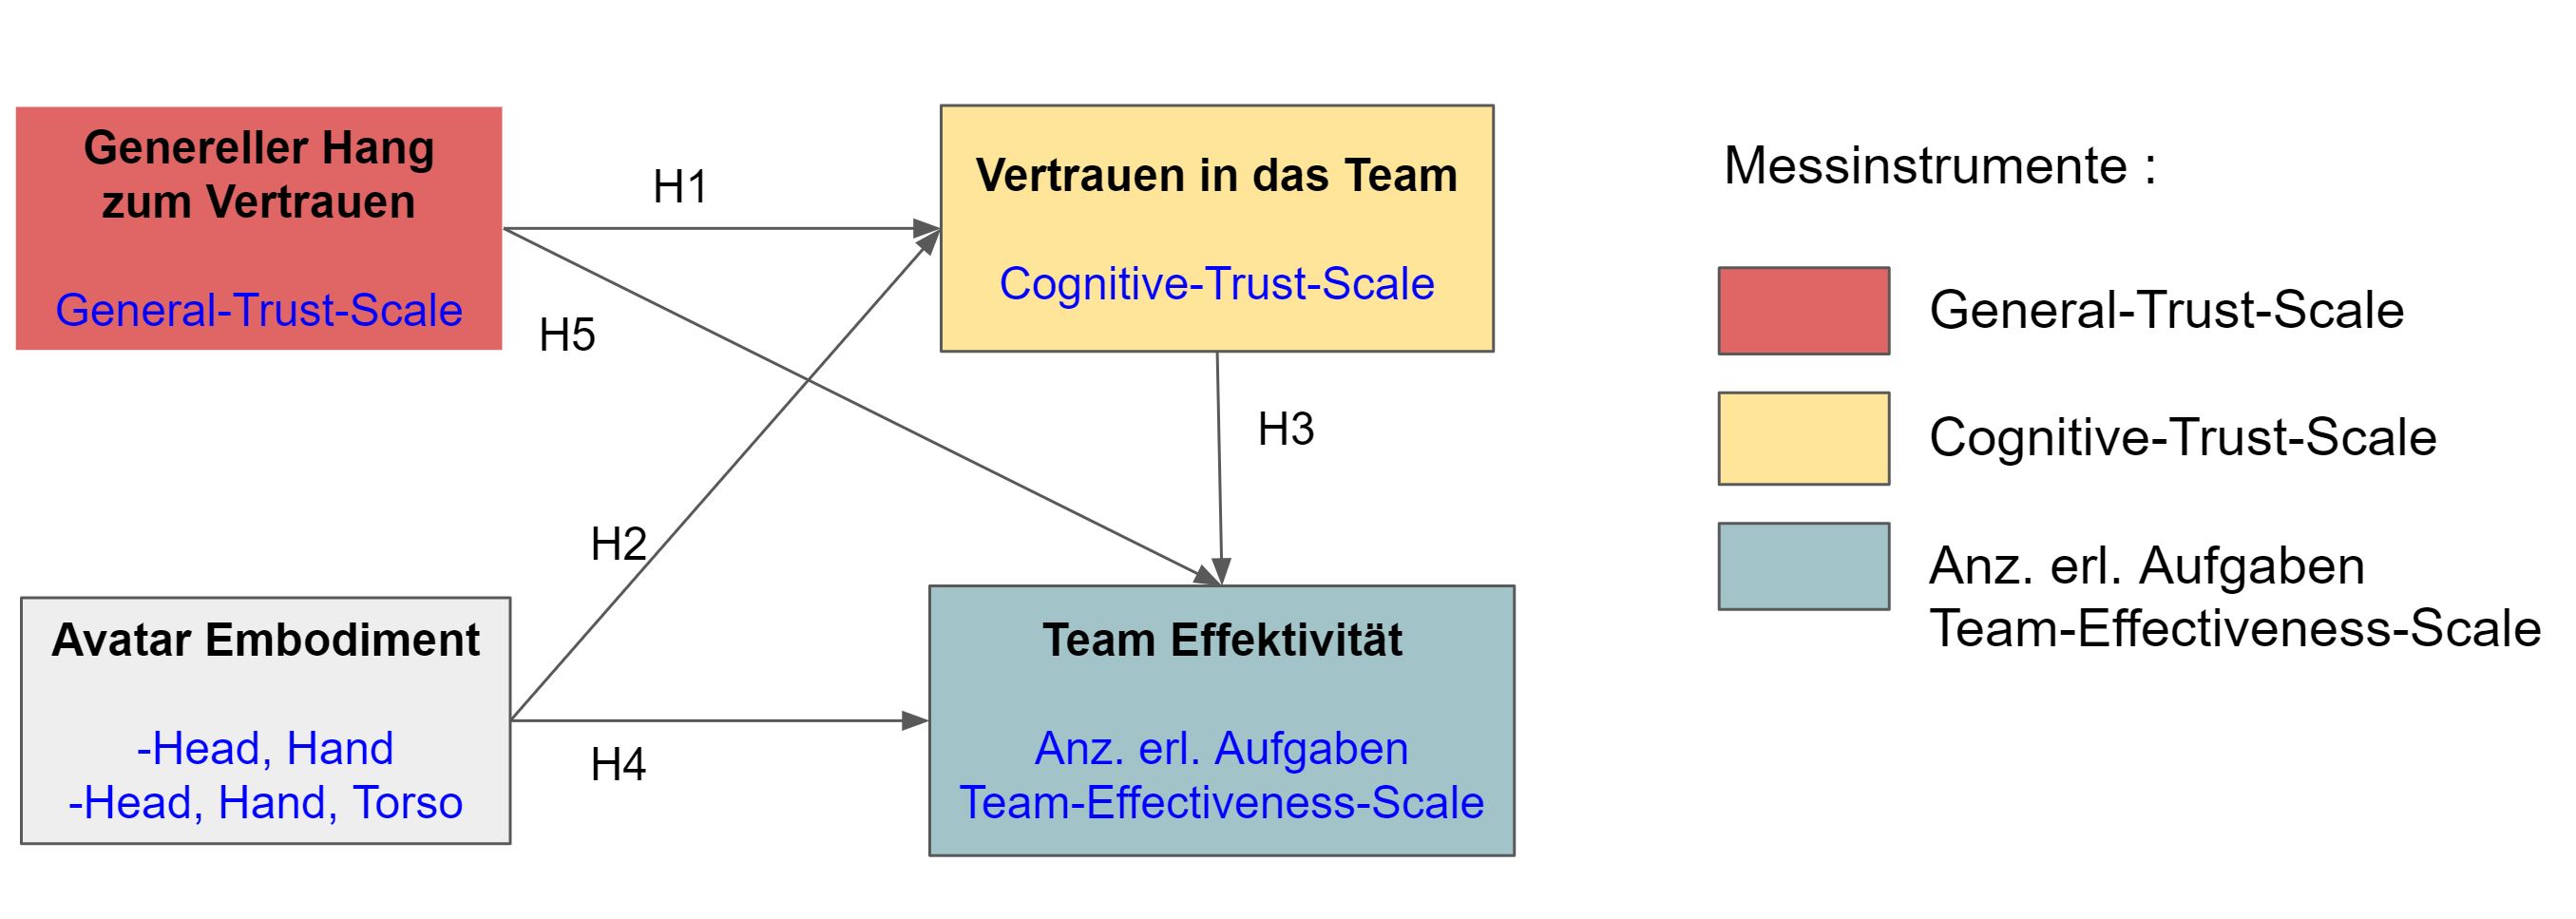 Genereller Hang
zum Vertrauen
General-Trust-Scale
H1
Vertrauen in das Team
Cognitive-Trust-Scale
H5
H3
H2
Avatar Embodiment
-Head, Hand
-Head, Hand, Torso
H4
Team Effektivität
Anz. erl. Aufgaben
Team-Effectiveness-Scale
Messinstrumente :
General-Trust-Scale
Cognitive-Trust-Scale
Anz. erl. Aufgaben
Team-Effectiveness-Scale